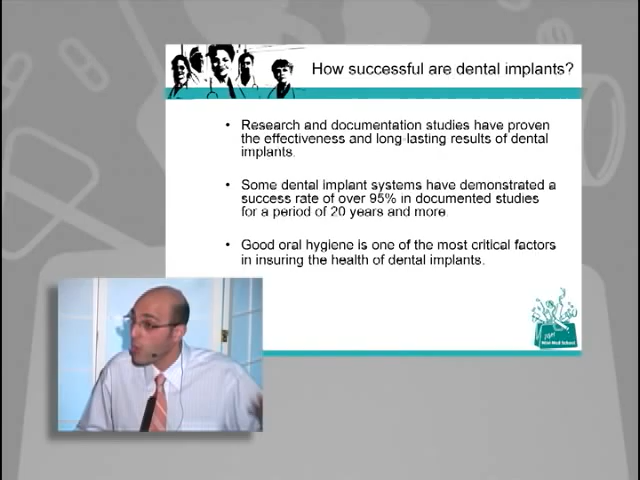 How successful are dental implants?
• Research and documentation studies have proven
the effectiveness and long-lasting results of dental
implants.
• Some dental implant systems have demonstrated a
success rate of over 95% in documented studies
for a period of 20 years and more.
• Good oral hygiene is one of the most critical factors
in insuring the health of dental implants.
Mini-Med School